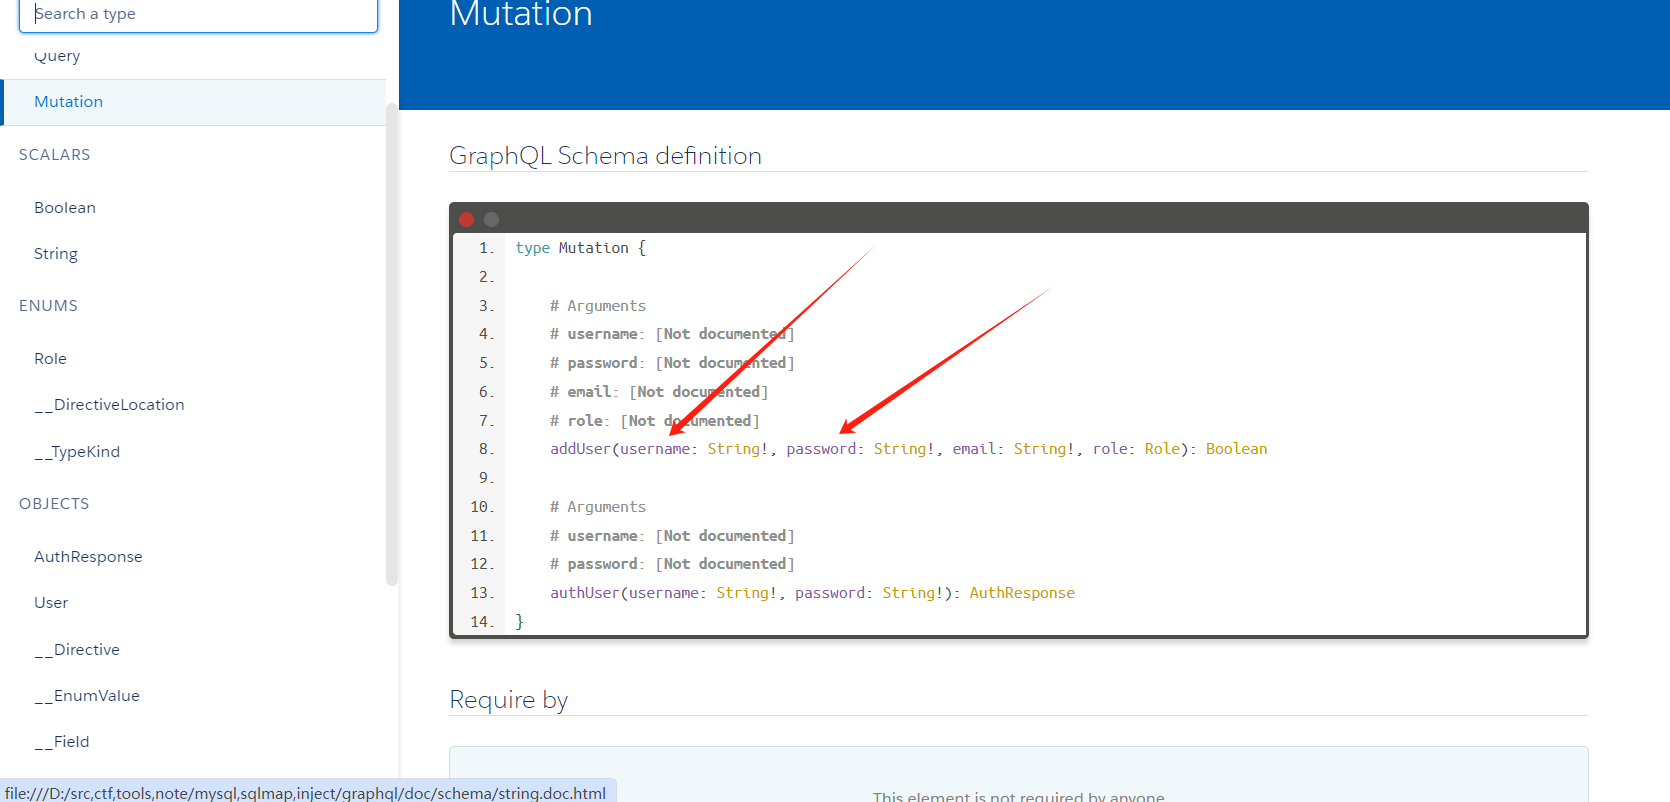 Search a type
Query
Mutation
SCALARS
Boolean
String
ENUMS
Role
__DirectiveLocation
__TypeKind
OBJECTS
AuthResponse
User
__Directive
__EnumValue
__Field
file:///D:/src,ctf,tools,note/mysql,sqlmap,inject/graphql/doc/schema/string.doc.html
Mutation
GraphQL Schema definition
1. type Mutation {
2.
3. # Arguments
4. # username: [Not documented]
5. # password: [Not documented]
6. # email: [Not documented]
7. # role: [Not documented]
8. addUser(username: String!, password: String!, email: String!, role: Role): Boolean
9.
10. # Arguments
11. # username: [Not documented]
12. # password: [Not documented]
13. authUser(username: String!, password: String!): AuthResponse
14. }
Require by
This element is not required by anyone